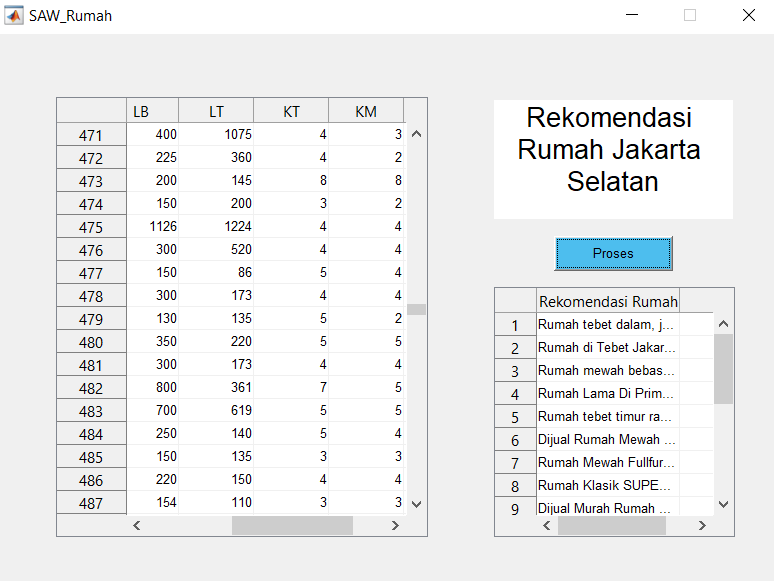 SAW_Rumah
LB LT KT KM
471 400 1075 4 3
472 225 360 4 2
473 200 145 8 8
474 150 200 3 2
475 1126 1224 4 4
476 300 520 4 4
477 150 86 5 4
478 300 173 4 4
479 130 135 5 2
480 350 220 5 5
481 300 173 4 4
482 800 361 7 5
483 700 619 5 5
484 250 140 5 4
485 150 135 3 3
486 220 150 4 4
487 154 110 3 3
Rekomendasi
Rumah Jakarta
Selatan
Proses
Rekomendasi Rumah
1 Rumah tebet dalam, j...
2 Rumah di Tebet Jakar...
3 Rumah mewah bebas...
4 Rumah Lama Di Prim...
5 Rumah tebet timur ra...
6 Dijual Rumah Mewah ...
7 Rumah Mewah Fullfur...
8 Rumah Klasik SUPE...
9 Dijual Murah Rumah ...